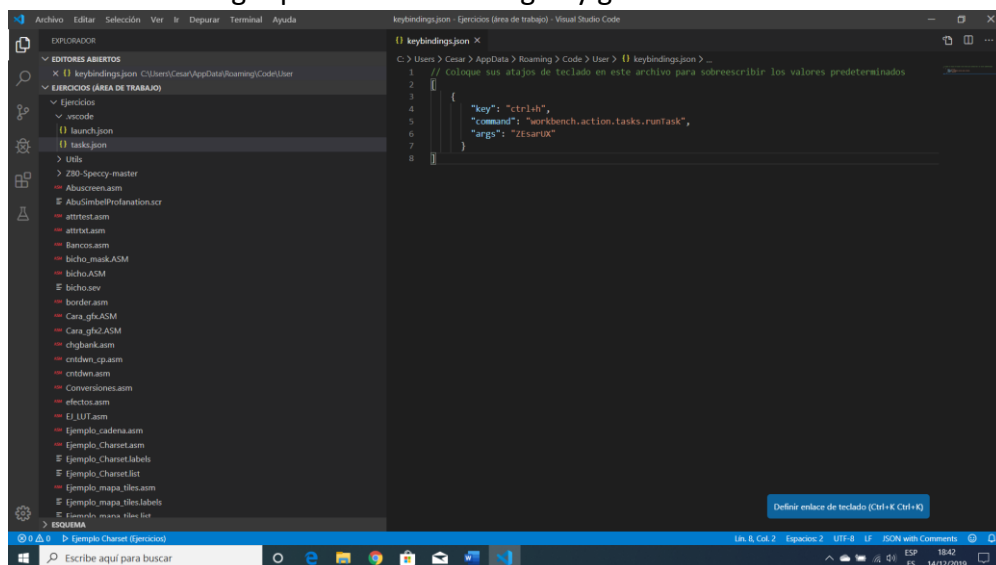 Archivo Editar Selección Ver Ir Depurar Terminal Ayuda
keybindings.json - Ejercicios (área de trabajo) - Visual Studio Code
EXPLORADOR
EDITORES ABIERTOS
keybindings.json C:\Users\Cesar\AppData\Roaming\Code\User
EJERCICIOS (ÁREA DE TRABAJO)
Ejercicios
.vscode
launch.json
tasks.json
Utils
Z80-Speccy-master
Abuscreen.asm
AbuSimbelProfanation.scr
attrtest.asm
attrtxt.asm
Bancos.asm
bicho_mask.ASM
bicho.ASM
bicho.sev
border.asm
Cara_gfx.ASM
Cara_gfx2.ASM
chgbank.asm
cntdwn_cp.asm
cntdwn.asm
Conversiones.asm
efectos.asm
EJ_LUT.asm
Ejemplo_cadena.asm
Ejemplo_Charset.asm
Ejemplo_Charset.labels
Ejemplo_Charset.list
Ejemplo_mapa_tiles.asm
Ejemplo_mapa_tiles.labels
Ejemplo_mapa_tiles.list
ESQUEMA
keybindings.json
C: > Users > Cesar > AppData > Roaming > Code > User > {} keybindings.json > ...
1 // Coloque sus atajos de teclado en este archivo para sobreescribir los valores predeterminados
2 [
3 {
4 "key": "ctrl+h",
5 "command": "workbench.action.tasks.runTask",
6 "args": "ZEsarUX"
7 }
8 ]
Definir enlace de teclado (Ctrl+K Ctrl+K)
0 0 Ejemplo Charset (Ejercicios)
Lín. 8, Col. 2 Espacios: 2 UTF-8 LF JSON with Comments
Escribe aquí para buscar
ESP 18:42
ES 14/12/2019